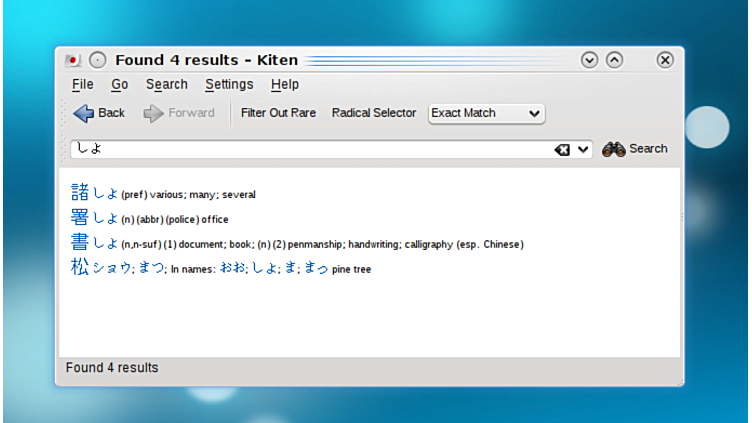 Found 4 results - Kiten
File Go Search Settings Help
Back Forward Filter Out Rare Radical Selector Exact Match
しょ Search
諸 しょ (pref) various; many; several
署 しょ (n) (abbr) (police) office
書 しょ (n,n-suf) (1) document; book; (n) (2) penmanship; handwriting; calligraphy (esp. Chinese)
松 ショウ; まつ; In names: おお; しよ; ま; まっ pine tree
Found 4 results